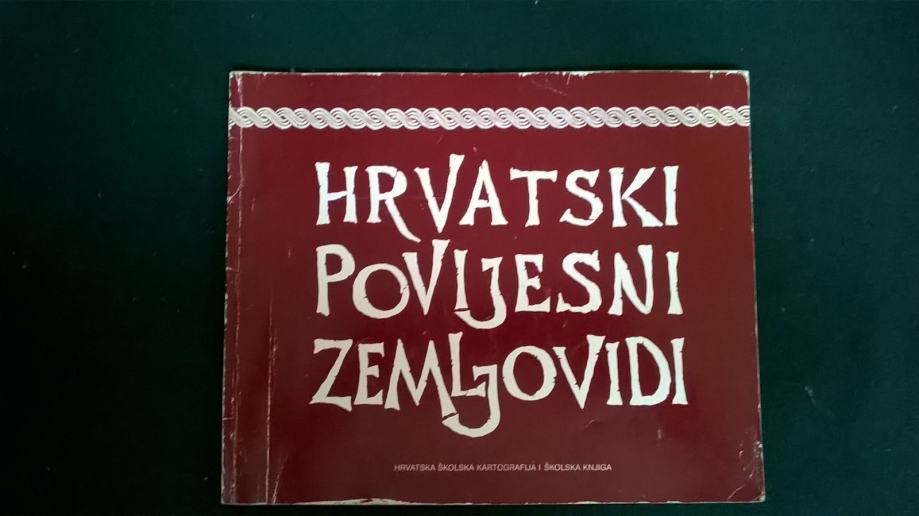 HRVATSKI
POVIJESNI
ZEMLJOVIDI
HRVATSKA ŠKOLSKA KARTOGRAFIJA I ŠKOLSKA KNJIGA